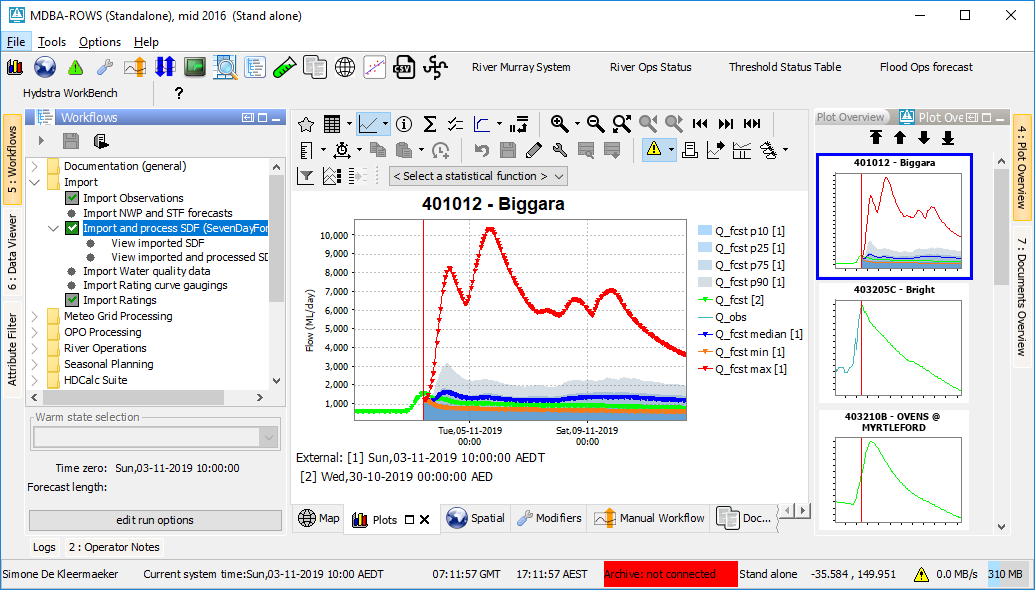 MDBA-ROWS (Standalone), mid 2016 (Stand alone)
File Tools Options Help
CSV
River Murray System River Ops Status Threshold Status Table Flood Ops forecast
Hydstra WorkBench ?
5 : Workflows
6 : Data Viewer
Attribute Filter
Workflows
Documentation (general)
Import
Import Observations
Import NWP and STF forecasts
Import and process SDF (SevenDayFor
View imported SDF
View imported and processed SD
Import Water quality data
Import Rating curve gaugings
Import Ratings
Meteo Grid Processing
OPO Processing
River Operations
Seasonal Planning
HDCalc Suite
Warm state selection
Time zero: Sun,03-11-2019 10:00:00
Forecast length:
edit run options
Logs 2 : Operator Notes
< Select a statistical function >
401012 - Biggara
Flow (ML/day)
10,000
9,000
8,000
7,000
6,000
5,000
4,000
3,000
2,000
1,000
Tue,05-11-2019 Sat,09-11-2019
00:00 00:00
Q_fcst p10 [1]
Q_fcst p25 [1]
Q_fcst p75 [1]
Q_fcst p90 [1]
Q_fcst [2]
Q_obs
Q_fcst median [1]
Q_fcst min [1]
Q_fcst max [1]
External: [1] Sun,03-11-2019 10:00:00 AEDT
[2] Wed,30-10-2019 00:00:00 AED
Map Plots Spatial Modifiers Manual Workflow Doc...
Plot Overview Plot Ove
401012 - Biggara
403205C - Bright
403210B - OVENS @
MYRTLEFORD
4 : Plot Overview
7 : Documents Overview
Simone De Kleermaeker Current system time:Sun,03-11-2019 10:00 AEDT 07:11:57 GMT 17:11:57 AEST Archive: not connected Stand alone -35.584 , 149.951 0.0 MB/s 310 MB